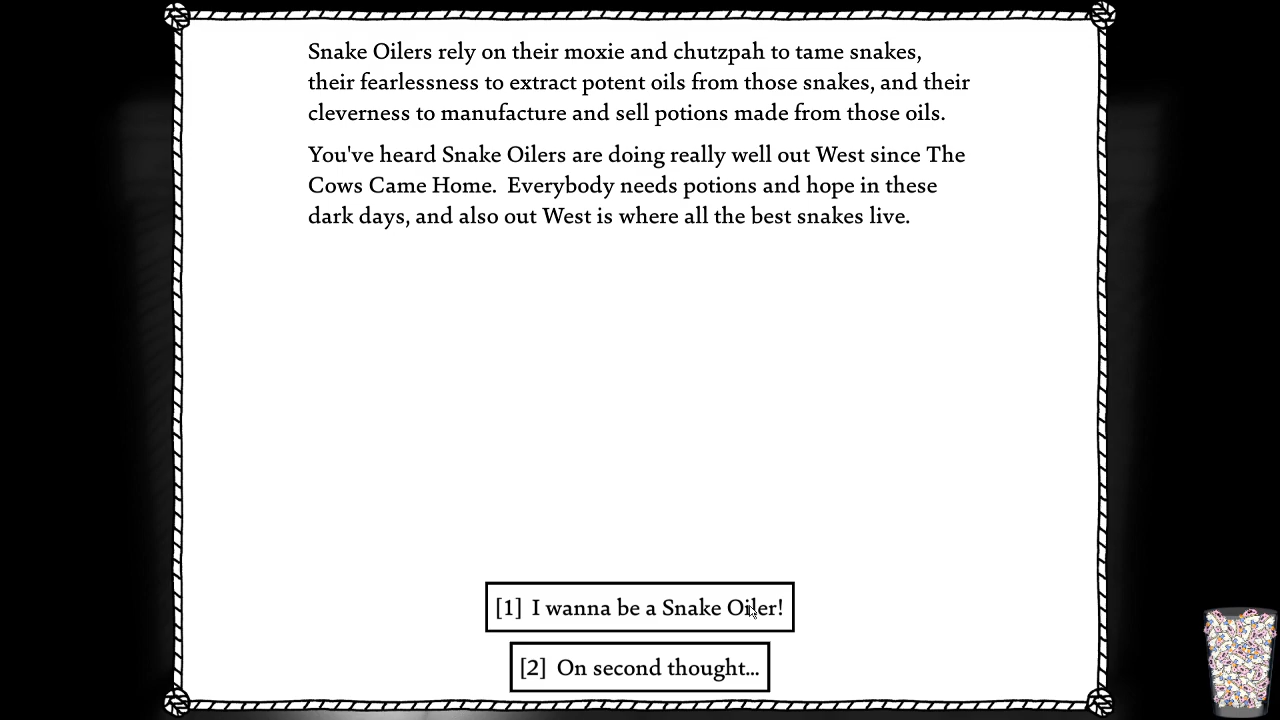 Snake Oilers rely on their moxie and chutzpah to tame snakes,
their fearlessness to extract potent oils from those snakes, and their
cleverness to manufacture and sell potions made from those oils.
You've heard Snake Oilers are doing really well out West since The
Cows Came Home. Everybody needs potions and hope in these
dark days, and also out West is where all the best snakes live.
[1] I wanna be a Snake Oiler!
[2] On second thought...